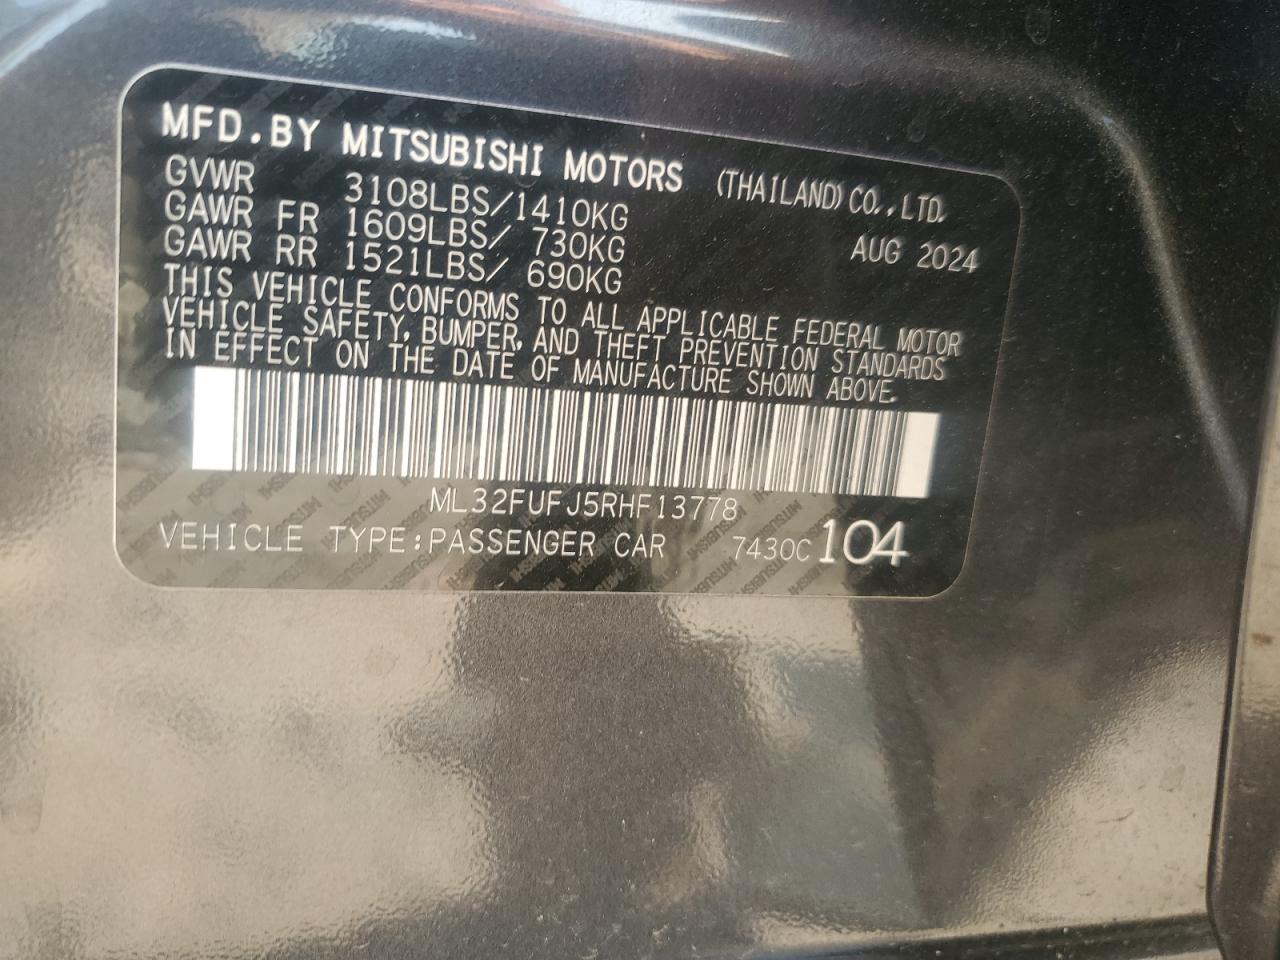 MFD.BY MITSUBISHI MOTORS (THAILAND) CO.,LTD.
GVWR 3108LBS/1410KG
GAWR FR 1609LBS/ 730KG AUG 2024
GAWR RR 1521LBS/ 690KG
THIS VEHICLE CONFORMS TO ALL APPLICABLE FEDERAL MOTOR
VEHICLE SAFETY, BUMPER, AND THEFT PREVENTION STANDARDS
IN EFFECT ON THE DATE OF MANUFACTURE SHOWN ABOVE.
ML32FUFJ5RHF13778
VEHICLE TYPE:PASSENGER CAR 7430C 104